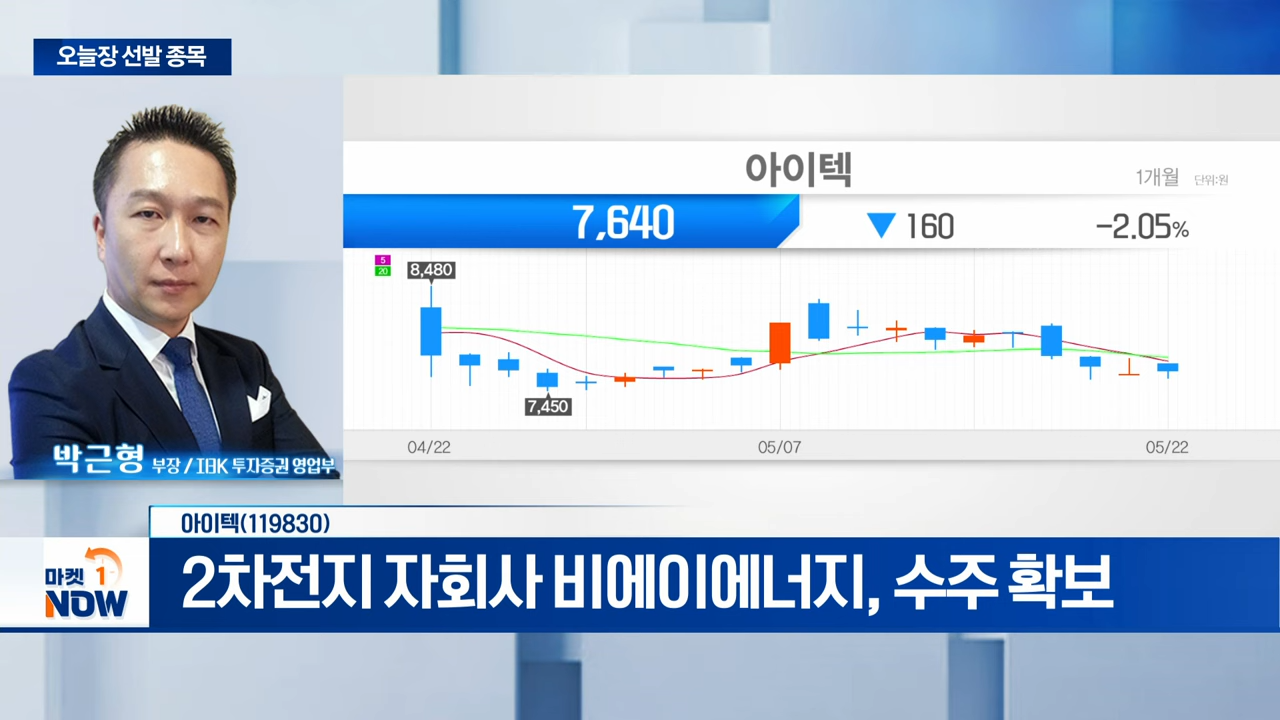 오늘장 선발 종목
아이텍
1개월 단위:원
7,640 ▼ 160 -2.05%
5
20
8,480
7,450
04/22 05/07 05/22
박근형 부장 / IBK 투자증권 영업부
아이텍(119830)
마켓 1
NOW
2차전지 자회사 비에이에너지, 수주 확보